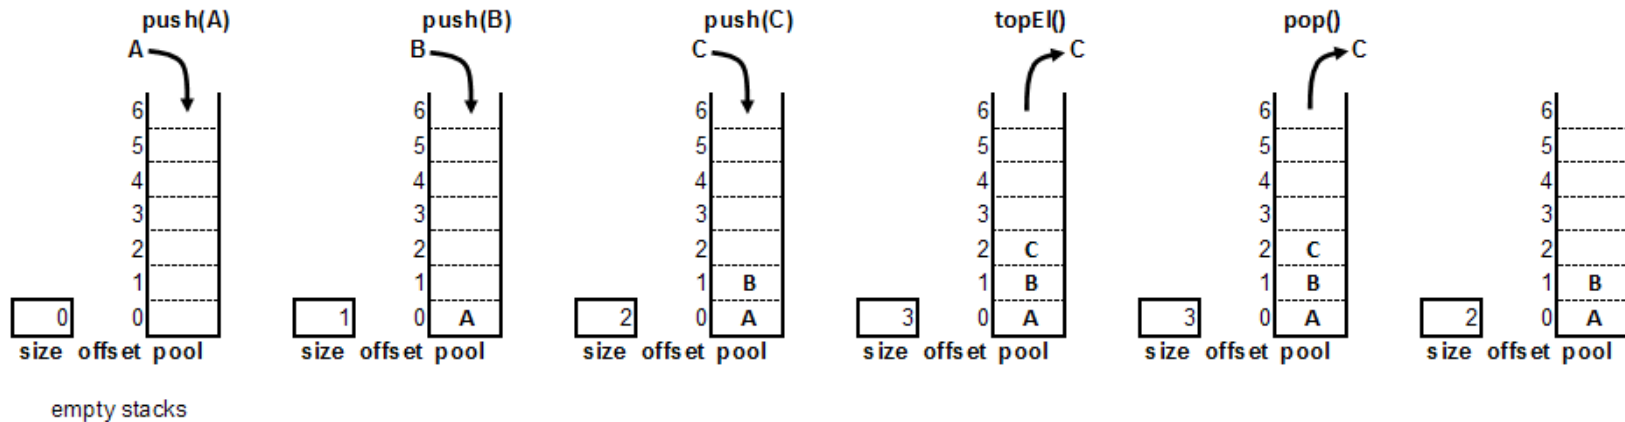 push(A) push(B) push(C) topEl() pop()
A B C C C
6 6 6 6 6 6
5 5 5 5 5 5
4 4 4 4 4 4
3 3 3 3 3 3
2 2 2 2 C 2 C 2
1 1 1 B 1 B 1 B 1 B
0 0 1 0 A 2 0 A 3 0 A 3 0 A 2 0 A
size offset pool size offset pool size offset pool size offset pool size offset pool size offset pool
empty stacks